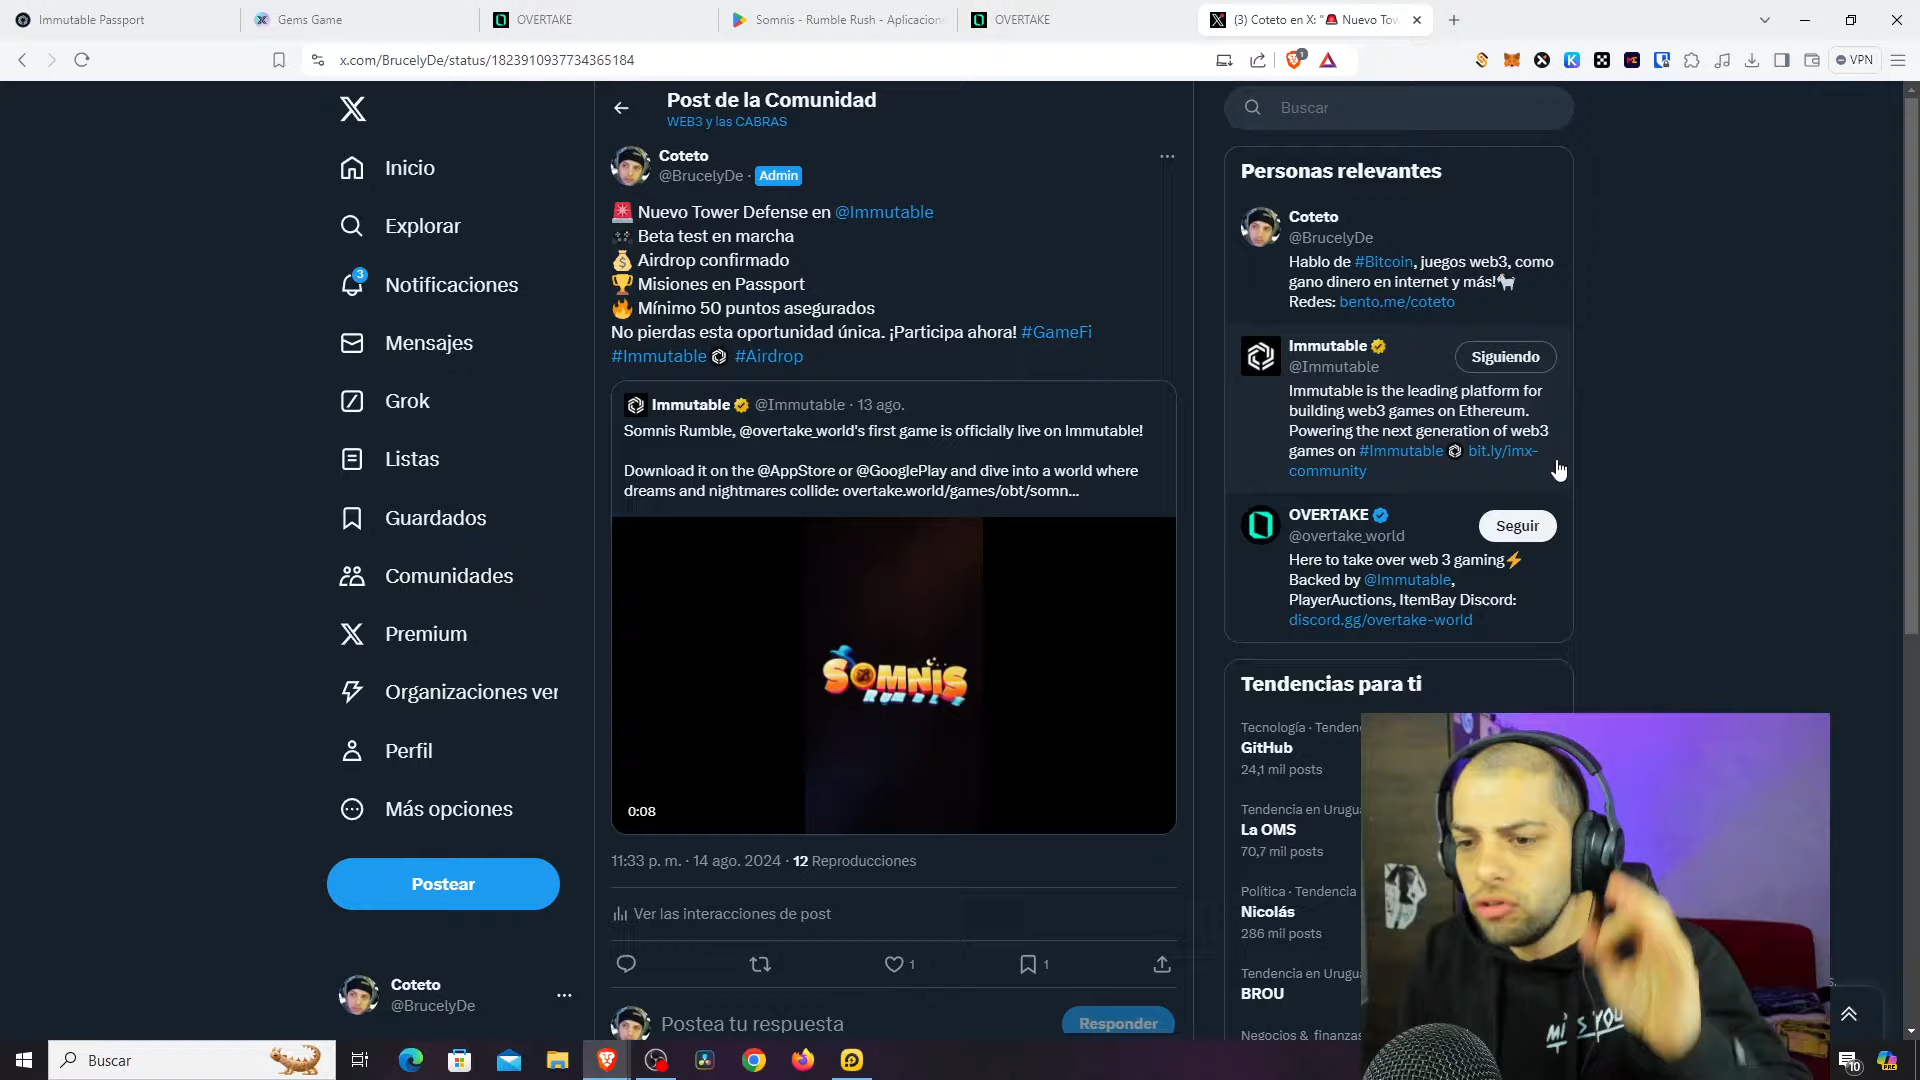 Immutable Passport
Gems Game
OVERTAKE
Somnis - Rumble Rush - Aplicacion
OVERTAKE
(3) Coteto en X: "🚨 Nuevo Tow
x.com/BrucelyDe/status/1823910937734365184
1
VPN
Inicio
Explorar
3
Notificaciones
Mensajes
Grok
Listas
Guardados
Comunidades
Premium
Organizaciones ver
Perfil
Más opciones
Postear
Coteto
@BrucelyDe
Post de la Comunidad
WEB3 y las CABRAS
Coteto
@BrucelyDe · Admin
🚨 Nuevo Tower Defense en @Immutable
🎮 Beta test en marcha
💰 Airdrop confirmado
🏆 Misiones en Passport
🔥 Mínimo 50 puntos asegurados
No pierdas esta oportunidad única. ¡Participa ahora! #GameFi
#Immutable #Airdrop
Immutable @Immutable · 13 ago.
Somnis Rumble, @overtake_world's first game is officially live on Immutable!
Download it on the @AppStore or @GooglePlay and dive into a world where
dreams and nightmares collide: overtake.world/games/obt/somn...
SOMNIS
RUMBLE
0:08
11:33 p. m. · 14 ago. 2024 · 12 Reproducciones
Ver las interacciones de post
1
1
Postea tu respuesta
Responder
Buscar
Personas relevantes
Coteto
@BrucelyDe
Hablo de #Bitcoin, juegos web3, como
gano dinero en internet y más!🐐
Redes: bento.me/coteto
Immutable
@Immutable
Siguiendo
Immutable is the leading platform for
building web3 games on Ethereum.
Powering the next generation of web3
games on #Immutable bit.ly/imx-
community
OVERTAKE
@overtake_world
Seguir
Here to take over web 3 gaming⚡
Backed by @Immutable,
PlayerAuctions, ItemBay Discord:
discord.gg/overtake-world
Tendencias para ti
Tecnología · Tenden
GitHub
24,1 mil posts
Tendencia en Urugua
La OMS
70,7 mil posts
Política · Tendencia
Nicolás
286 mil posts
Tendencia en Urugua
BROU
Negocios & finanzas
Buscar
10